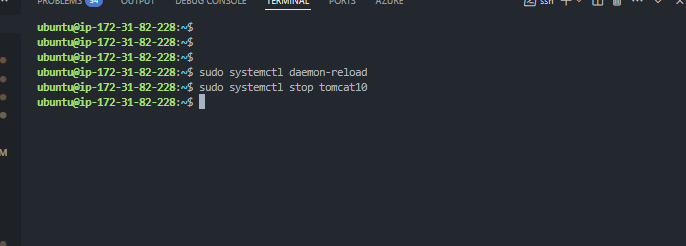 PROBLEMS 54 OUTPUT DEBUG CONSOLE TERMINAL PORTS AZURE ssh
ubuntu@ip-172-31-82-228:~$
ubuntu@ip-172-31-82-228:~$
ubuntu@ip-172-31-82-228:~$
ubuntu@ip-172-31-82-228:~$ sudo systemctl daemon-reload
ubuntu@ip-172-31-82-228:~$ sudo systemctl stop tomcat10
ubuntu@ip-172-31-82-228:~$
M